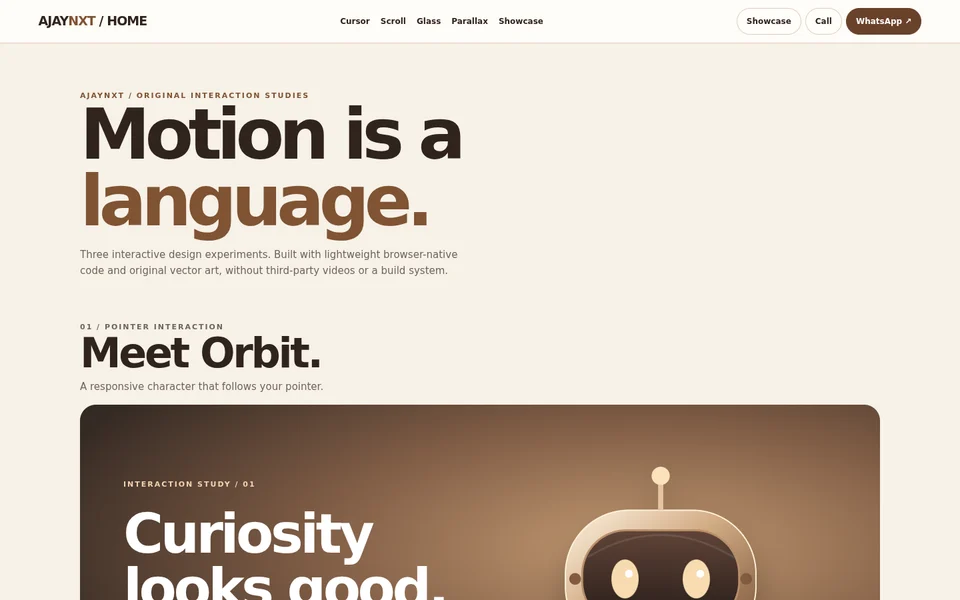 AJAYNXT / HOME
Cursor Scroll Glass Parallax Showcase
Showcase Call WhatsApp ↗
AJAYNXT / ORIGINAL INTERACTION STUDIES
Motion is a
language.
Three interactive design experiments. Built with lightweight browser-native
code and original vector art, without third-party videos or a build system.
01 / POINTER INTERACTION
Meet Orbit.
A responsive character that follows your pointer.
INTERACTION STUDY / 01
Curiosity
looks good.